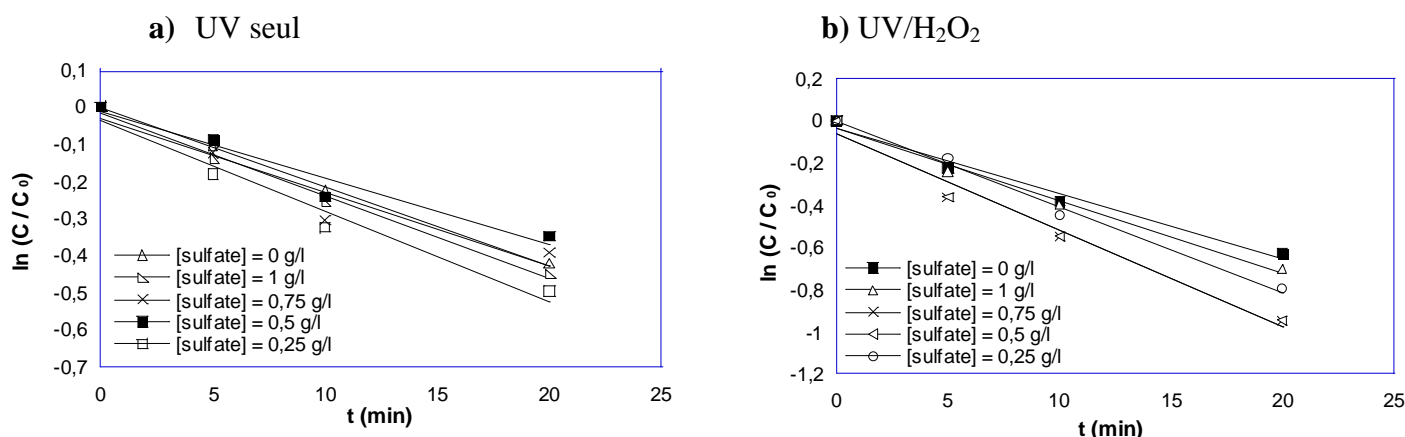 a) UV seul
0,1
0
-0,1
-0,2
-0,3
-0,4
-0,5
-0,6
-0,7
ln (C / C₀)
[sulfate] = 0 g/l
[sulfate] = 1 g/l
[sulfate] = 0,75 g/l
[sulfate] = 0,5 g/l
[sulfate] = 0,25 g/l
0 5 10 15 20 25
t (min)
b) UV/H₂O₂
0,2
0
-0,2
-0,4
-0,6
-0,8
-1
-1,2
ln (C / C₀)
[sulfate] = 0 g/l
[sulfate] = 1 g/l
[sulfate] = 0,75 g/l
[sulfate] = 0,5 g/l
[sulfate] = 0,25 g/l
0 5 10 15 20 25
t (min)